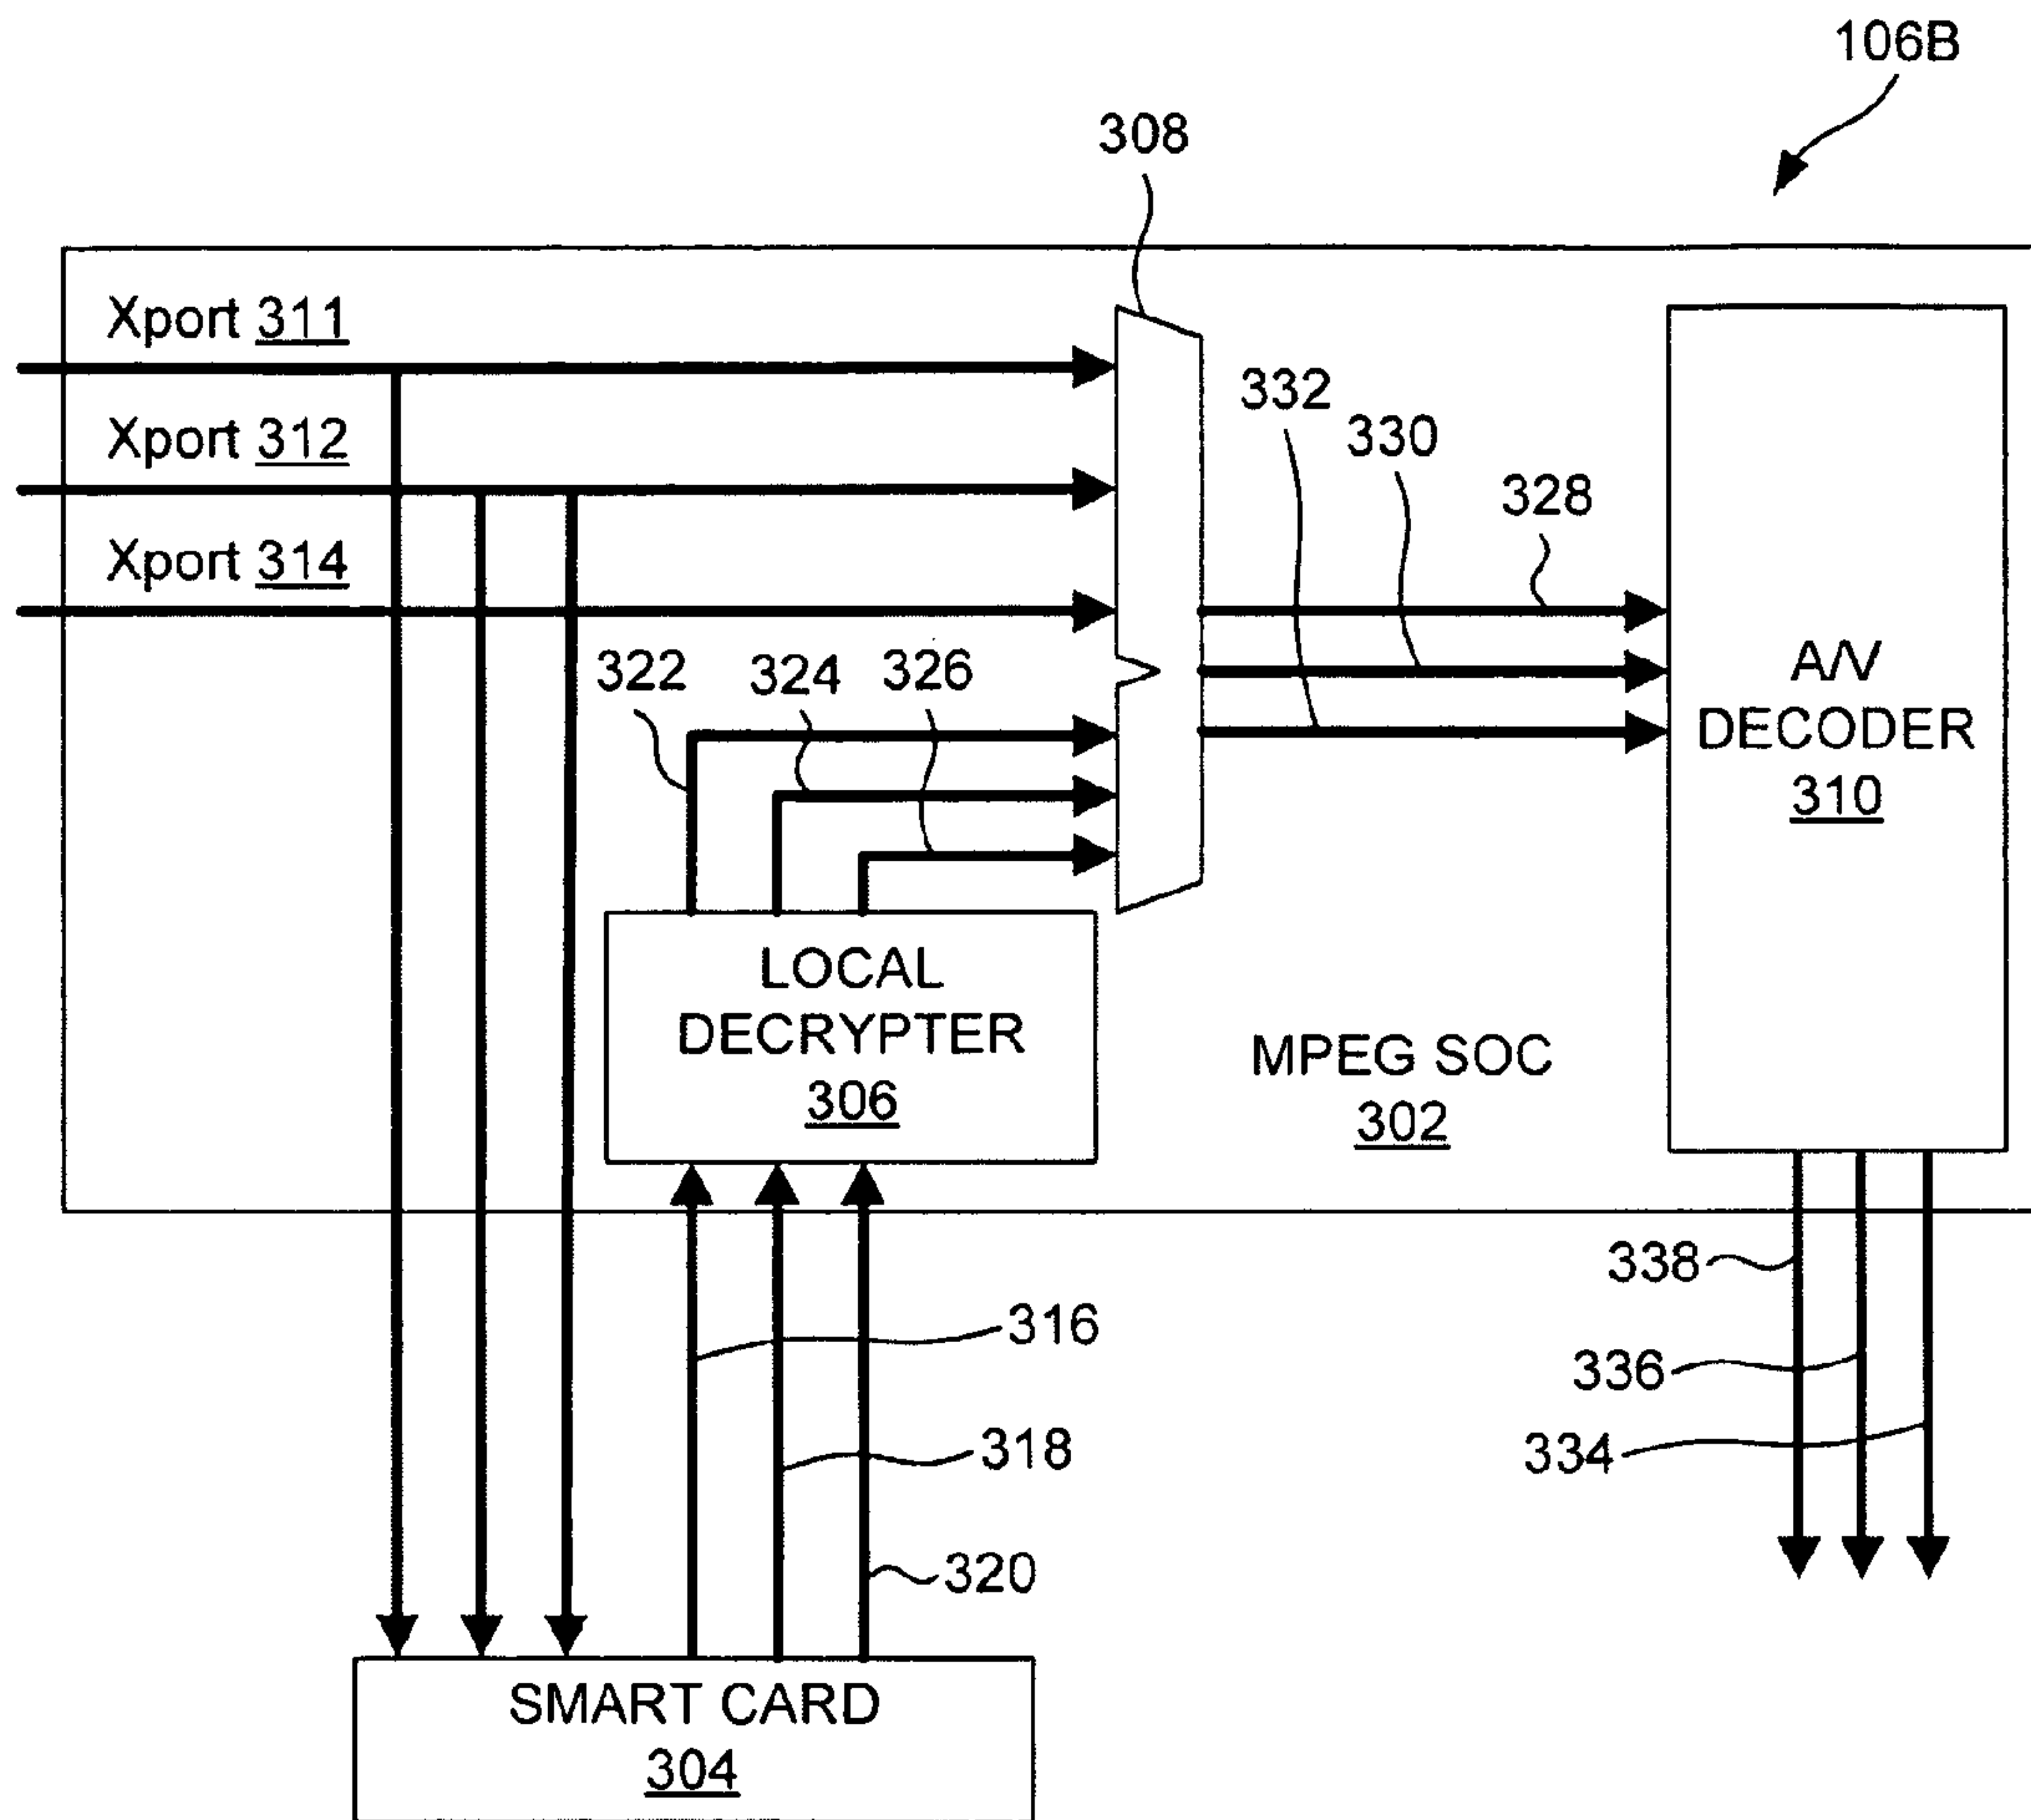 106B
308
Xport 311
332
Xport 312
330
328
Xport 314
322
324
326
A/V
DECODER
310
LOCAL
DECRYPTER
306
MPEG SOC
302
338
316
336
318
334
320
SMART CARD
304